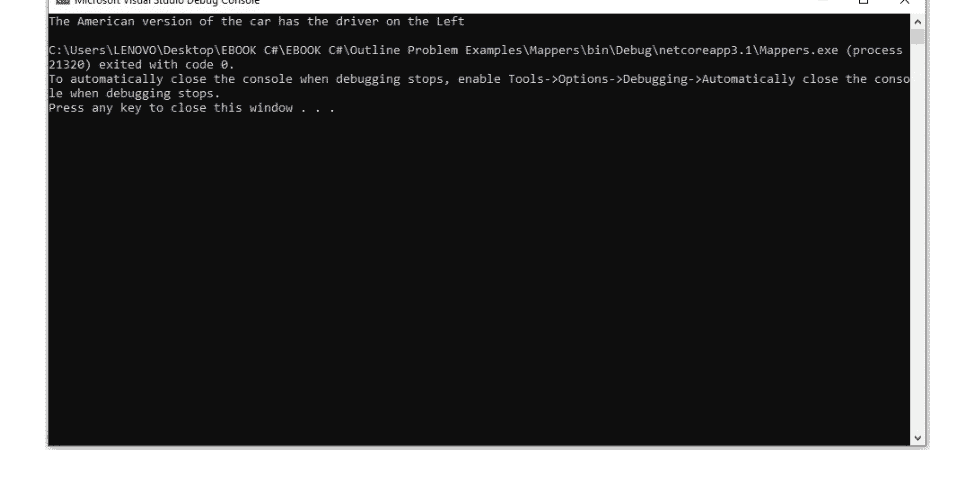 Microsoft Visual Studio Debug Console
The American version of the car has the driver on the Left
C:\Users\LENOVO\Desktop\EBOOK C#\EBOOK C#\Outline Problem Examples\Mappers\bin\Debug\netcoreapp3.1\Mappers.exe (process
21320) exited with code 0.
To automatically close the console when debugging stops, enable Tools->Options->Debugging->Automatically close the conso
le when debugging stops.
Press any key to close this window . . .